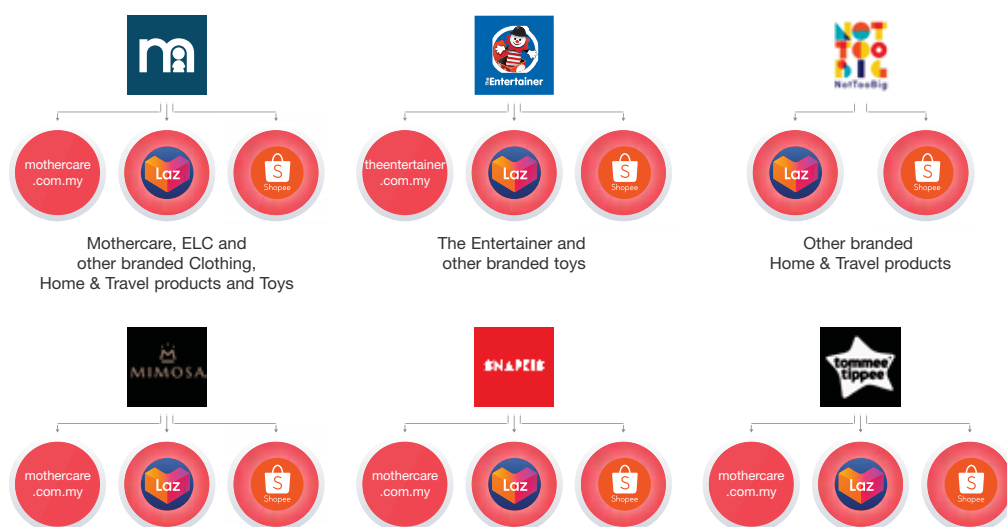 m
The Entertainer
NOT
TOO
BIG
NotTooBig
mothercare
.com.my
Laz
Shopee
theentertainer
.com.my
Laz
Shopee
Laz
Shopee
Mothercare, ELC and
other branded Clothing,
Home & Travel products and Toys
The Entertainer and
other branded toys
Other branded
Home & Travel products
MIMOSA
tommee
tippee
mothercare
.com.my
Laz
Shopee
mothercare
.com.my
Laz
Shopee
mothercare
.com.my
Laz
Shopee